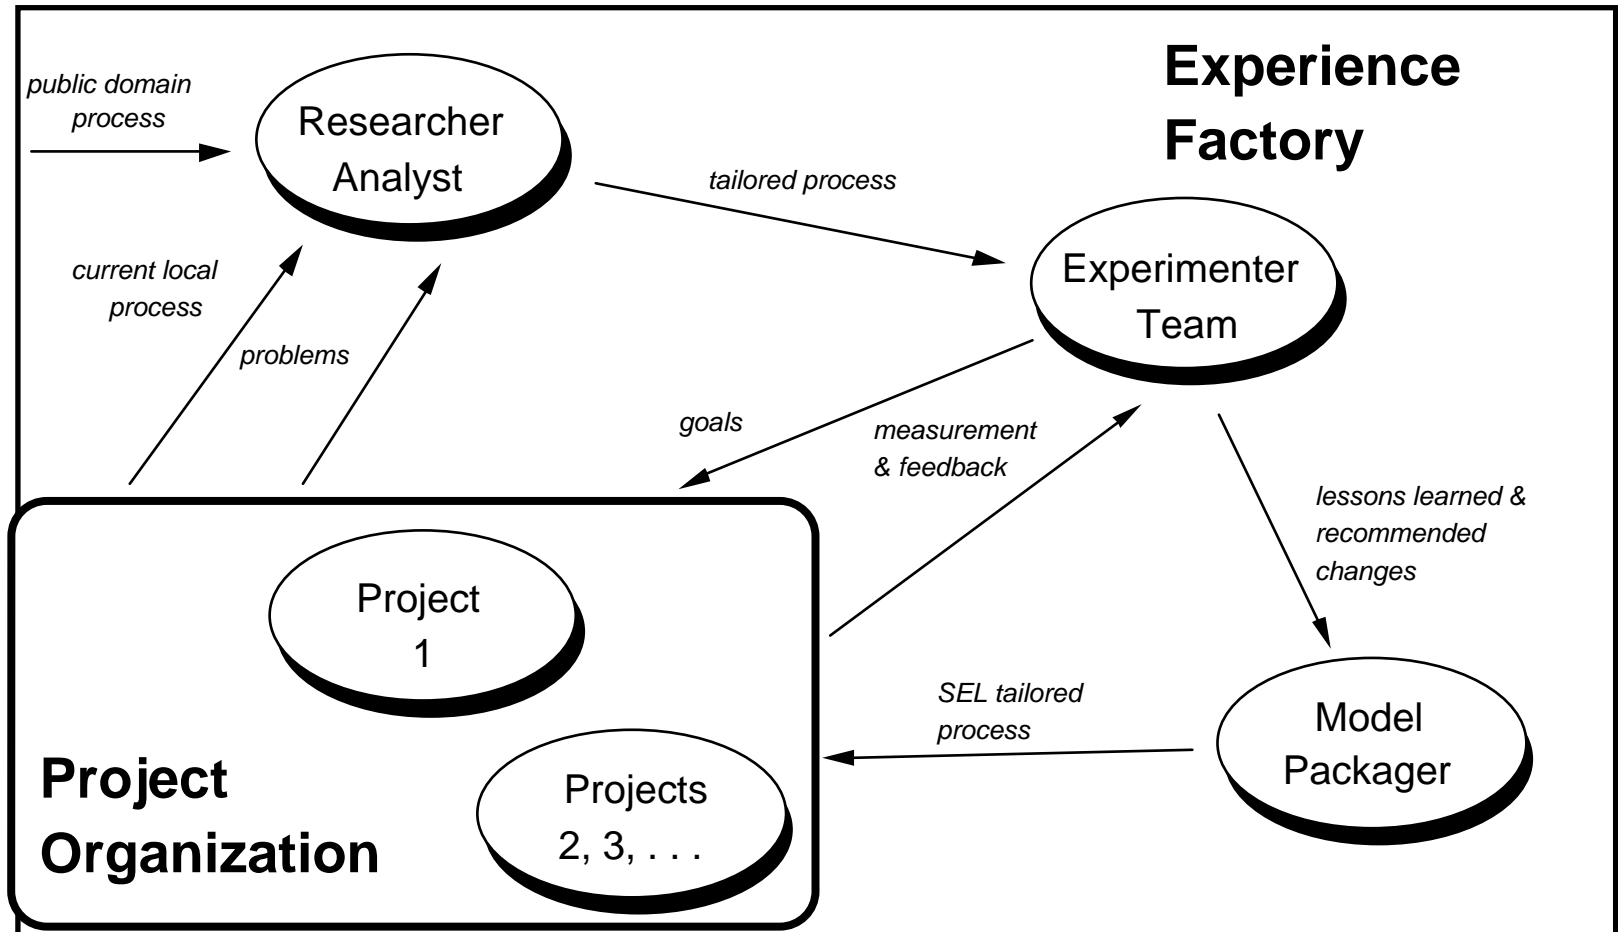 Experience
Factory
public domain
process
Researcher
Analyst
tailored process
Experimenter
Team
current local
process
problems
goals
measurement
& feedback
lessons learned &
recommended
changes
Project
1
SEL tailored
process
Model
Packager
Projects
2, 3, . . .
Project
Organization